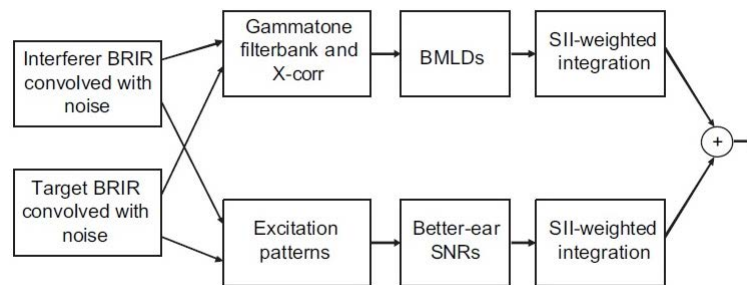 Interferer BRIR
convolved with
noise
Gammatone
filterbank and
X-corr
BMLDs
SII-weighted
integration
+
Target BRIR
convolved with
noise
Excitation
patterns
Better-ear
SNRs
SII-weighted
integration